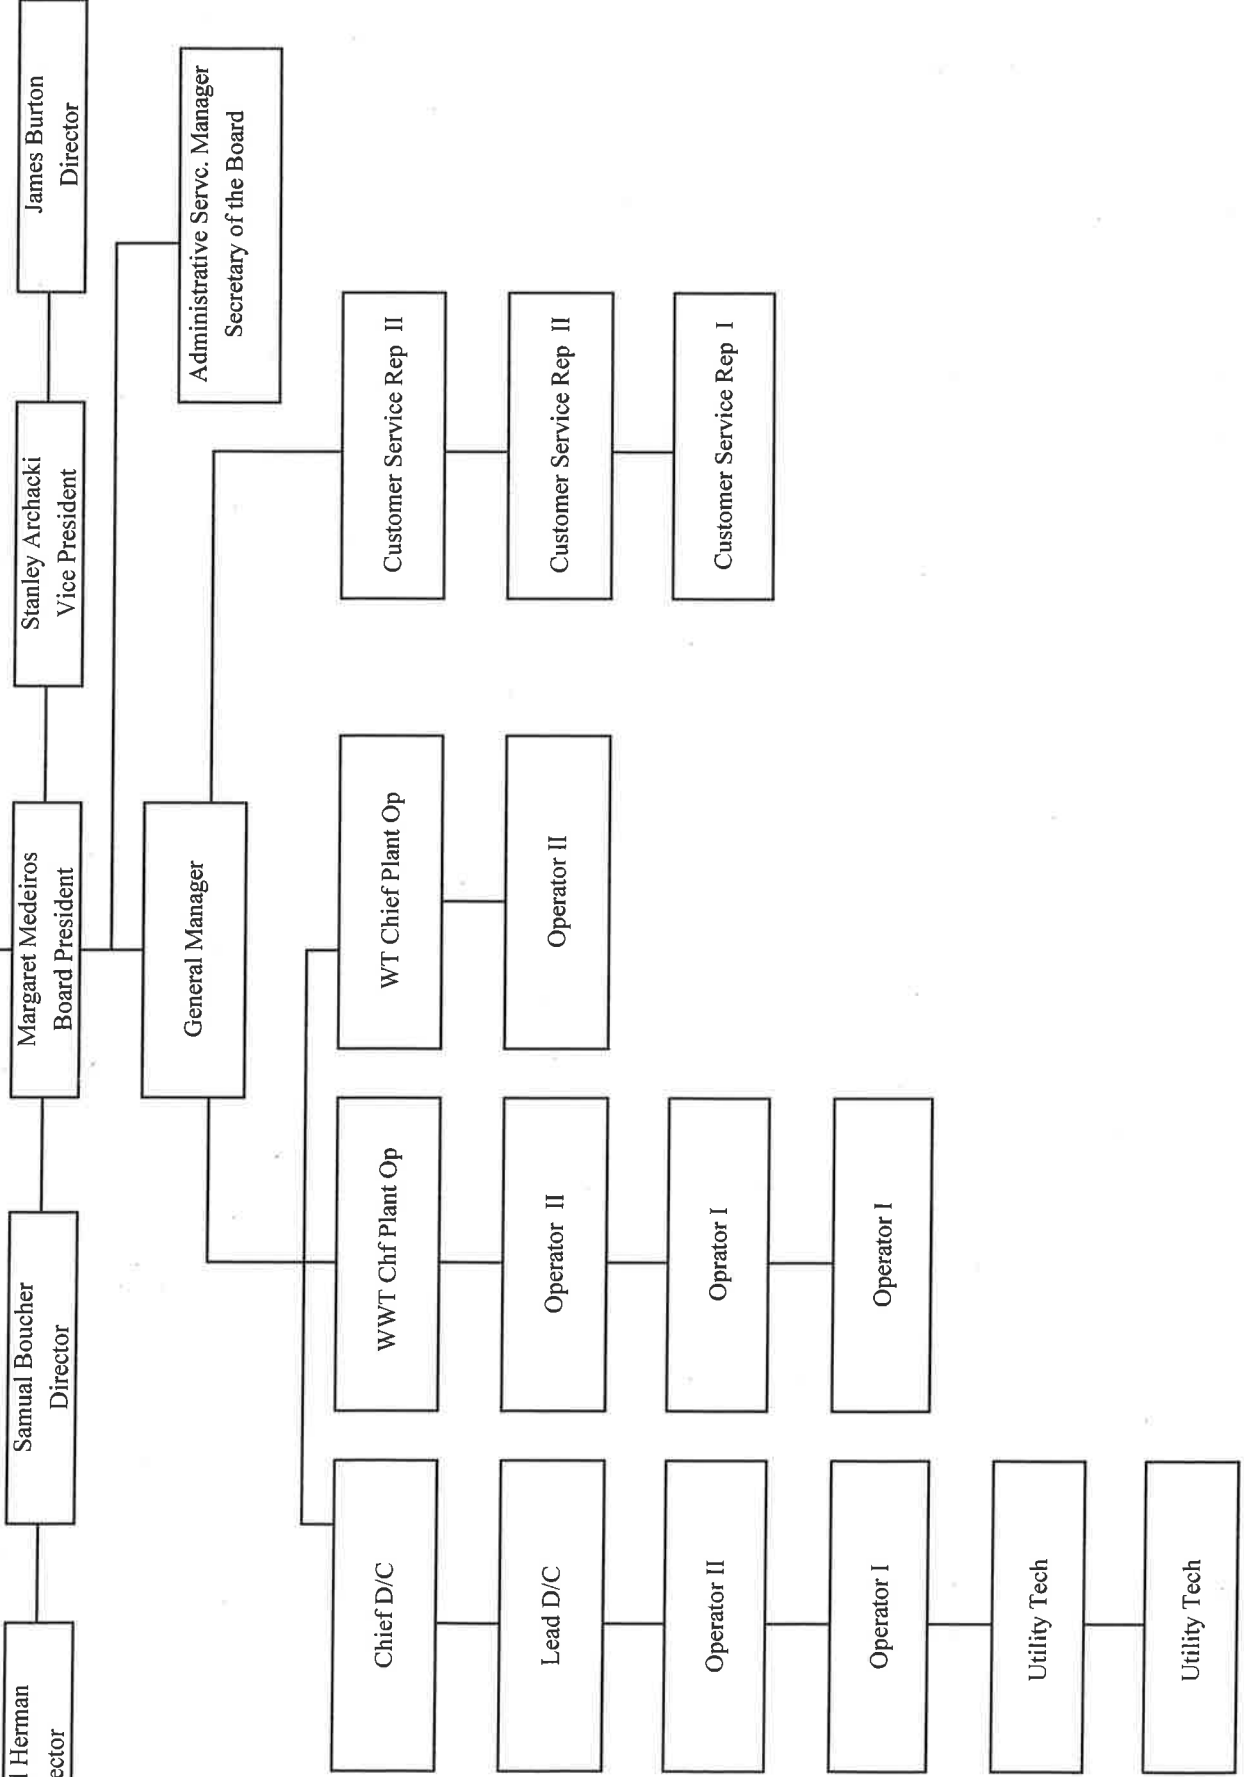 Herman
Samual Boucher
Director
Margaret Medeiros
Board President
Stanley Archacki
Vice President
James Burton
Director
General Manager
Administrative Servc. Manager
Secretary of the Board
Chief D/C
WWT Chf Plant Op
WT Chief Plant Op
Customer Service Rep II
Lead D/C
Operator II
Operator II
Customer Service Rep II
Operator II
Oprator I
Customer Service Rep I
Operator I
Operator I
Utility Tech
Utility Tech